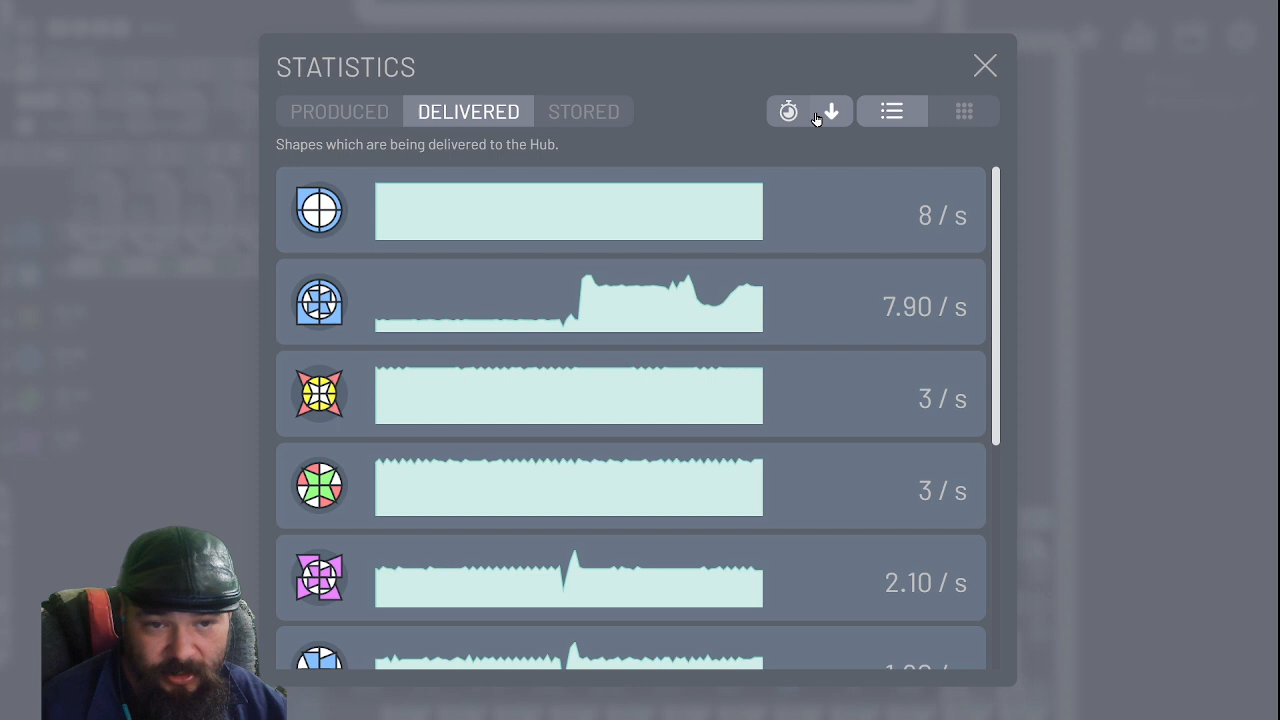 STATISTICS
PRODUCED DELIVERED STORED
Shapes which are being delivered to the Hub.
8 / s
7.90 / s
3 / s
3 / s
2.10 / s